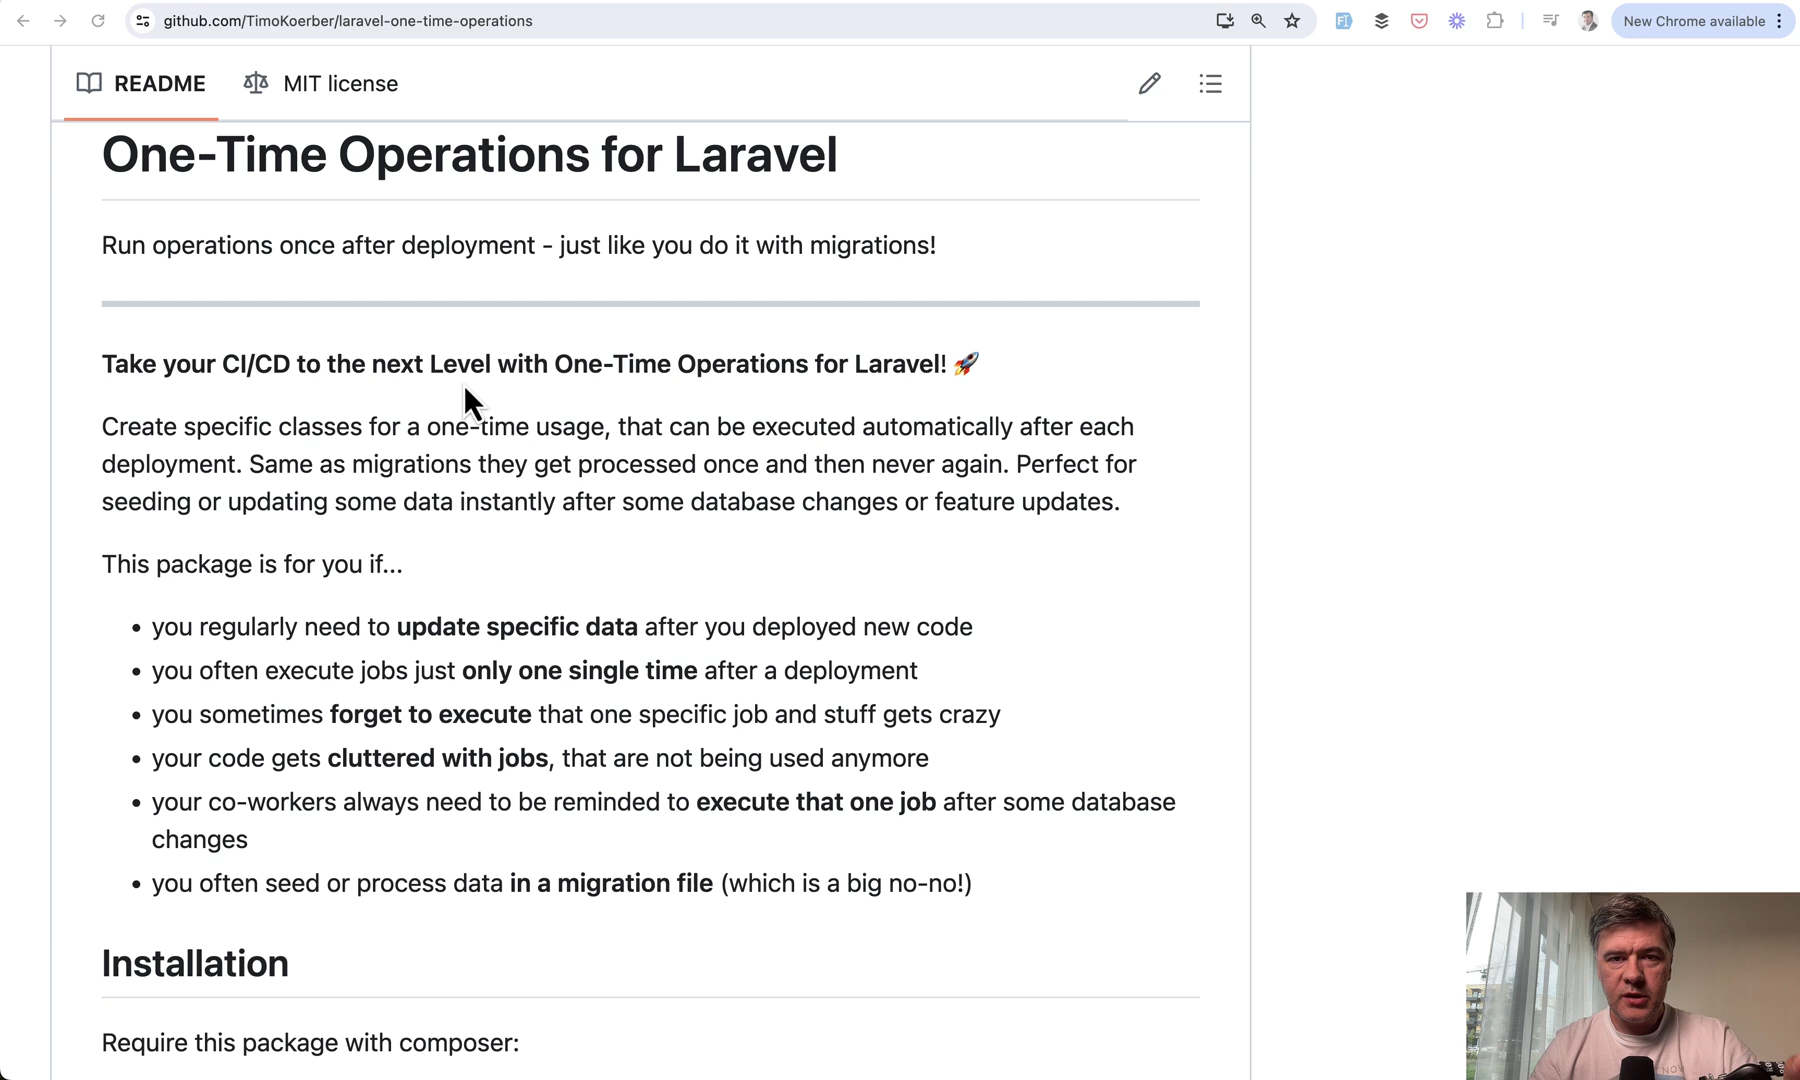 github.com/TimoKoerber/laravel-one-time-operations
New Chrome available
README
MIT license
One-Time Operations for Laravel
Run operations once after deployment - just like you do it with migrations!
Take your CI/CD to the next Level with One-Time Operations for Laravel! 🚀
Create specific classes for a one-time usage, that can be executed automatically after each
deployment. Same as migrations they get processed once and then never again. Perfect for
seeding or updating some data instantly after some database changes or feature updates.
This package is for you if...
• you regularly need to update specific data after you deployed new code
• you often execute jobs just only one single time after a deployment
• you sometimes forget to execute that one specific job and stuff gets crazy
• your code gets cluttered with jobs, that are not being used anymore
• your co-workers always need to be reminded to execute that one job after some database
changes
• you often seed or process data in a migration file (which is a big no-no!)
Installation
Require this package with composer: